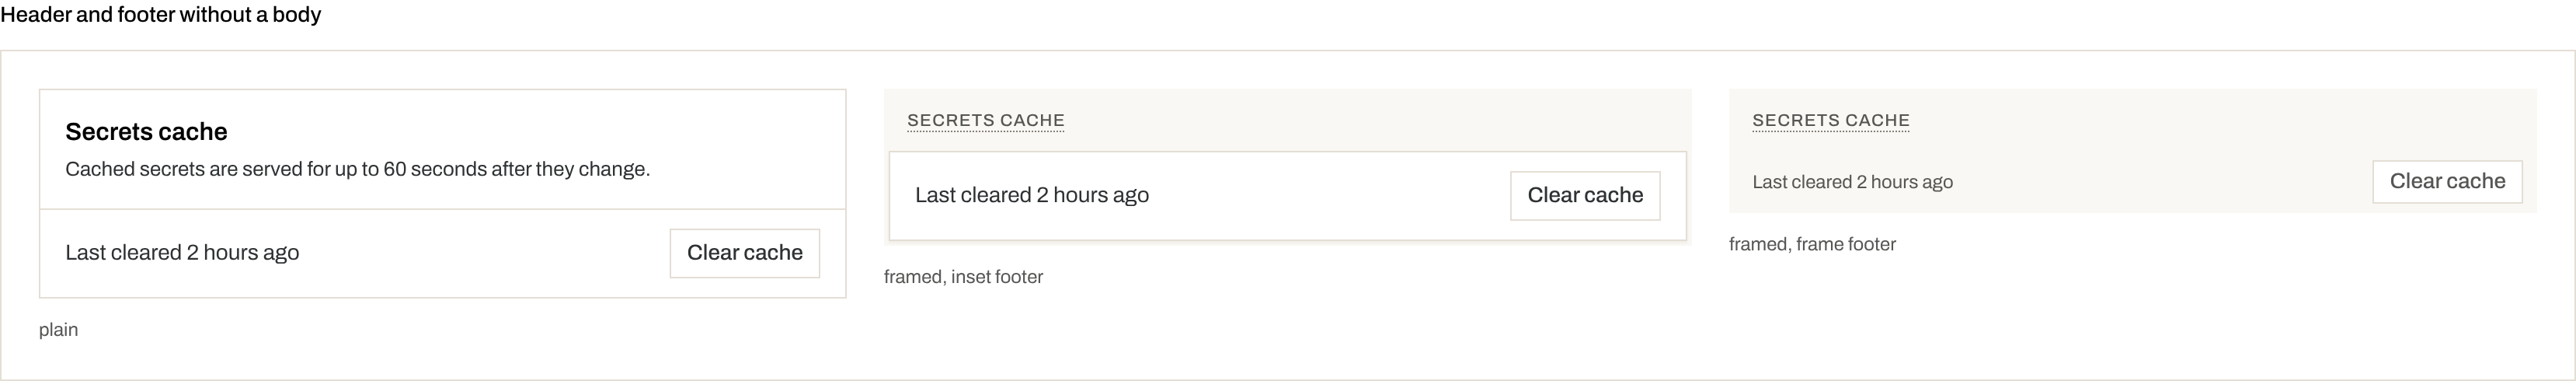 Header and footer without a body
Secrets cache
Cached secrets are served for up to 60 seconds after they change.
Last cleared 2 hours ago
Clear cache
plain
SECRETS CACHE
Last cleared 2 hours ago
Clear cache
framed, inset footer
SECRETS CACHE
Last cleared 2 hours ago
Clear cache
framed, frame footer